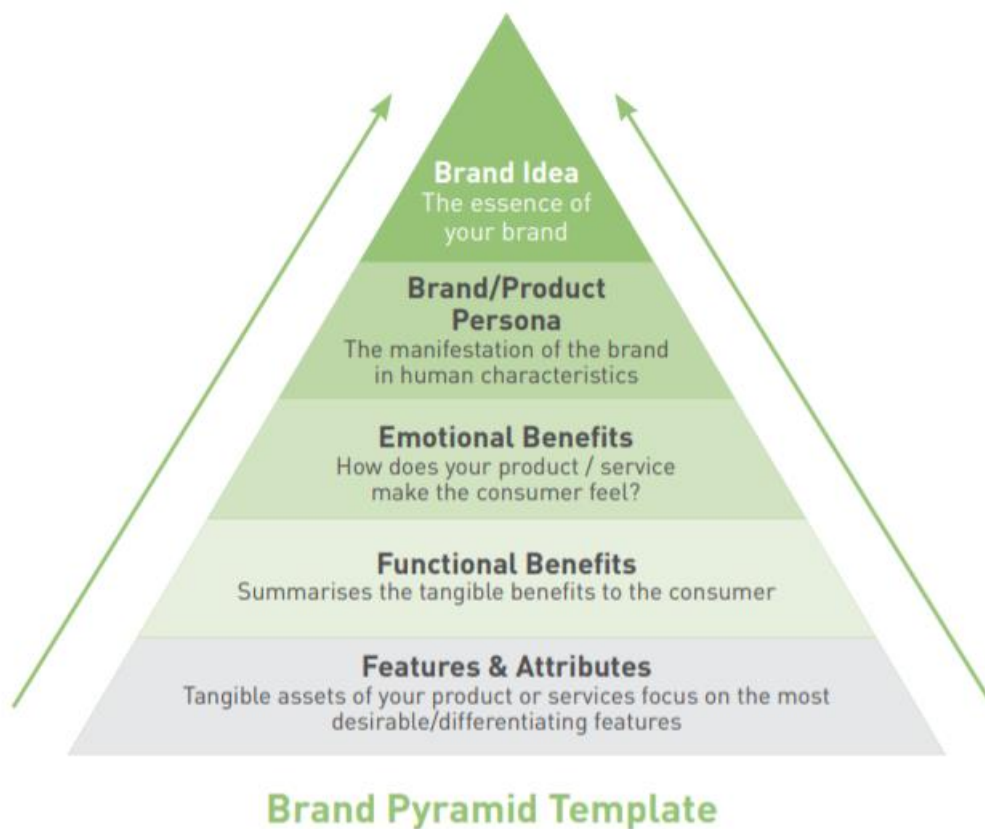 Brand Idea
The essence of
your brand
Brand/Product
Persona
The manifestation of the brand
in human characteristics
Emotional Benefits
How does your product / service
make the consumer feel?
Functional Benefits
Summarises the tangible benefits to the consumer
Features & Attributes
Tangible assets of your product or services focus on the most
desirable/differentiating features
Brand Pyramid Template